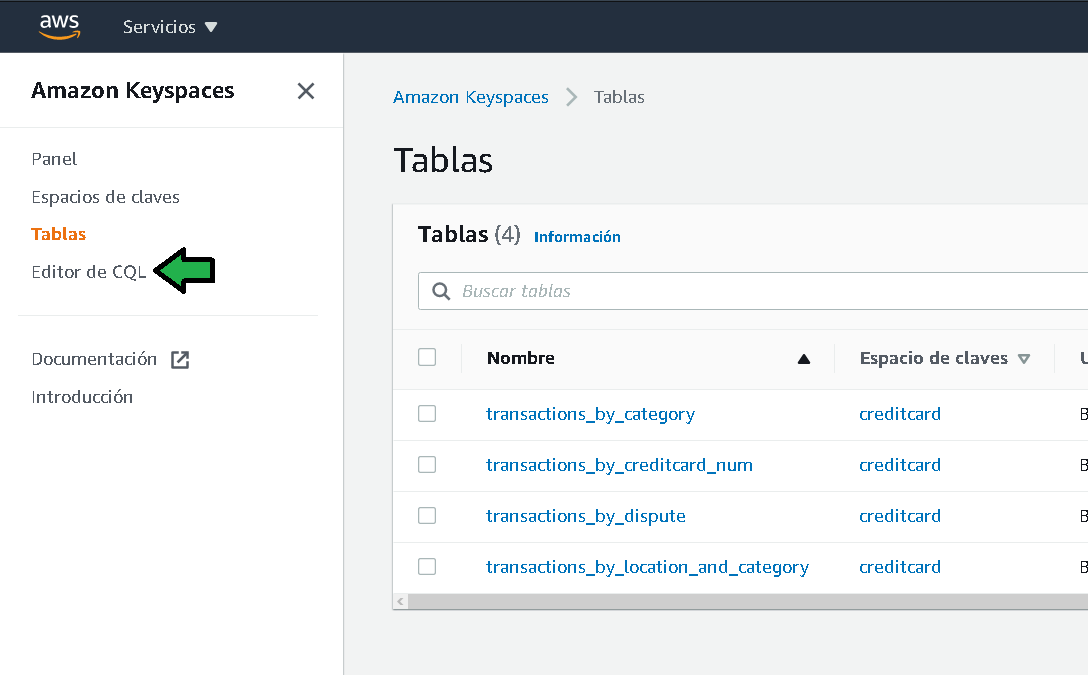 aws Servicios
Amazon Keyspaces
Panel
Espacios de claves
Tablas
Editor de CQL
Documentación
Introducción
Amazon Keyspaces > Tablas
Tablas
Tablas (4) Información
Buscar tablas
Nombre Espacio de claves
transactions_by_category creditcard B
transactions_by_creditcard_num creditcard B
transactions_by_dispute creditcard B
transactions_by_location_and_category creditcard B